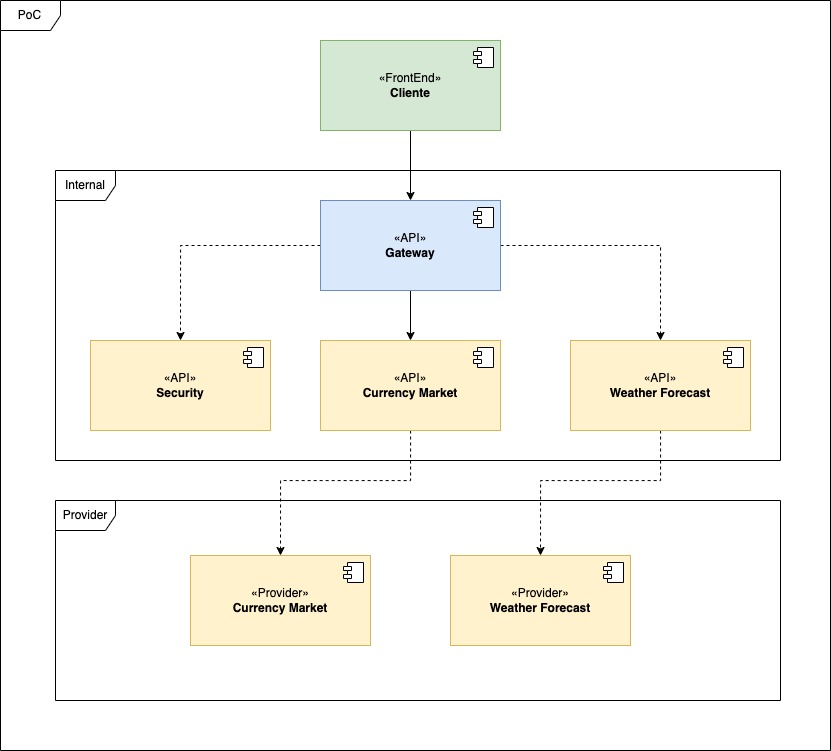 PoC
«FrontEnd»
Cliente
Internal
«API»
Gateway
«API»
Security
«API»
Currency Market
«API»
Weather Forecast
Provider
«Provider»
Currency Market
«Provider»
Weather Forecast